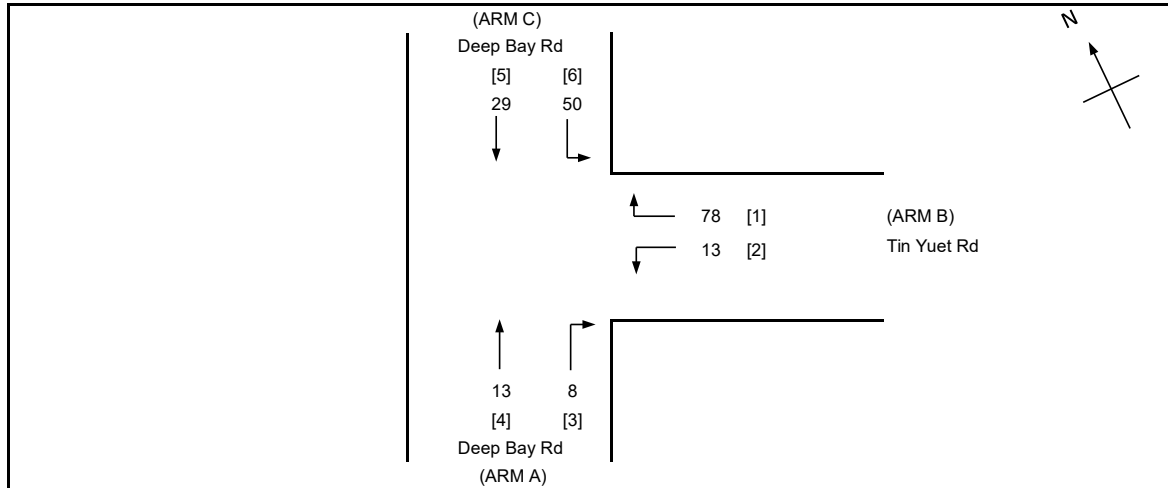 (ARM C)
Deep Bay Rd
[5] [6]
29 50
N
78 [1] (ARM B)
13 [2] Tin Yuet Rd
13 8
[4] [3]
Deep Bay Rd
(ARM A)